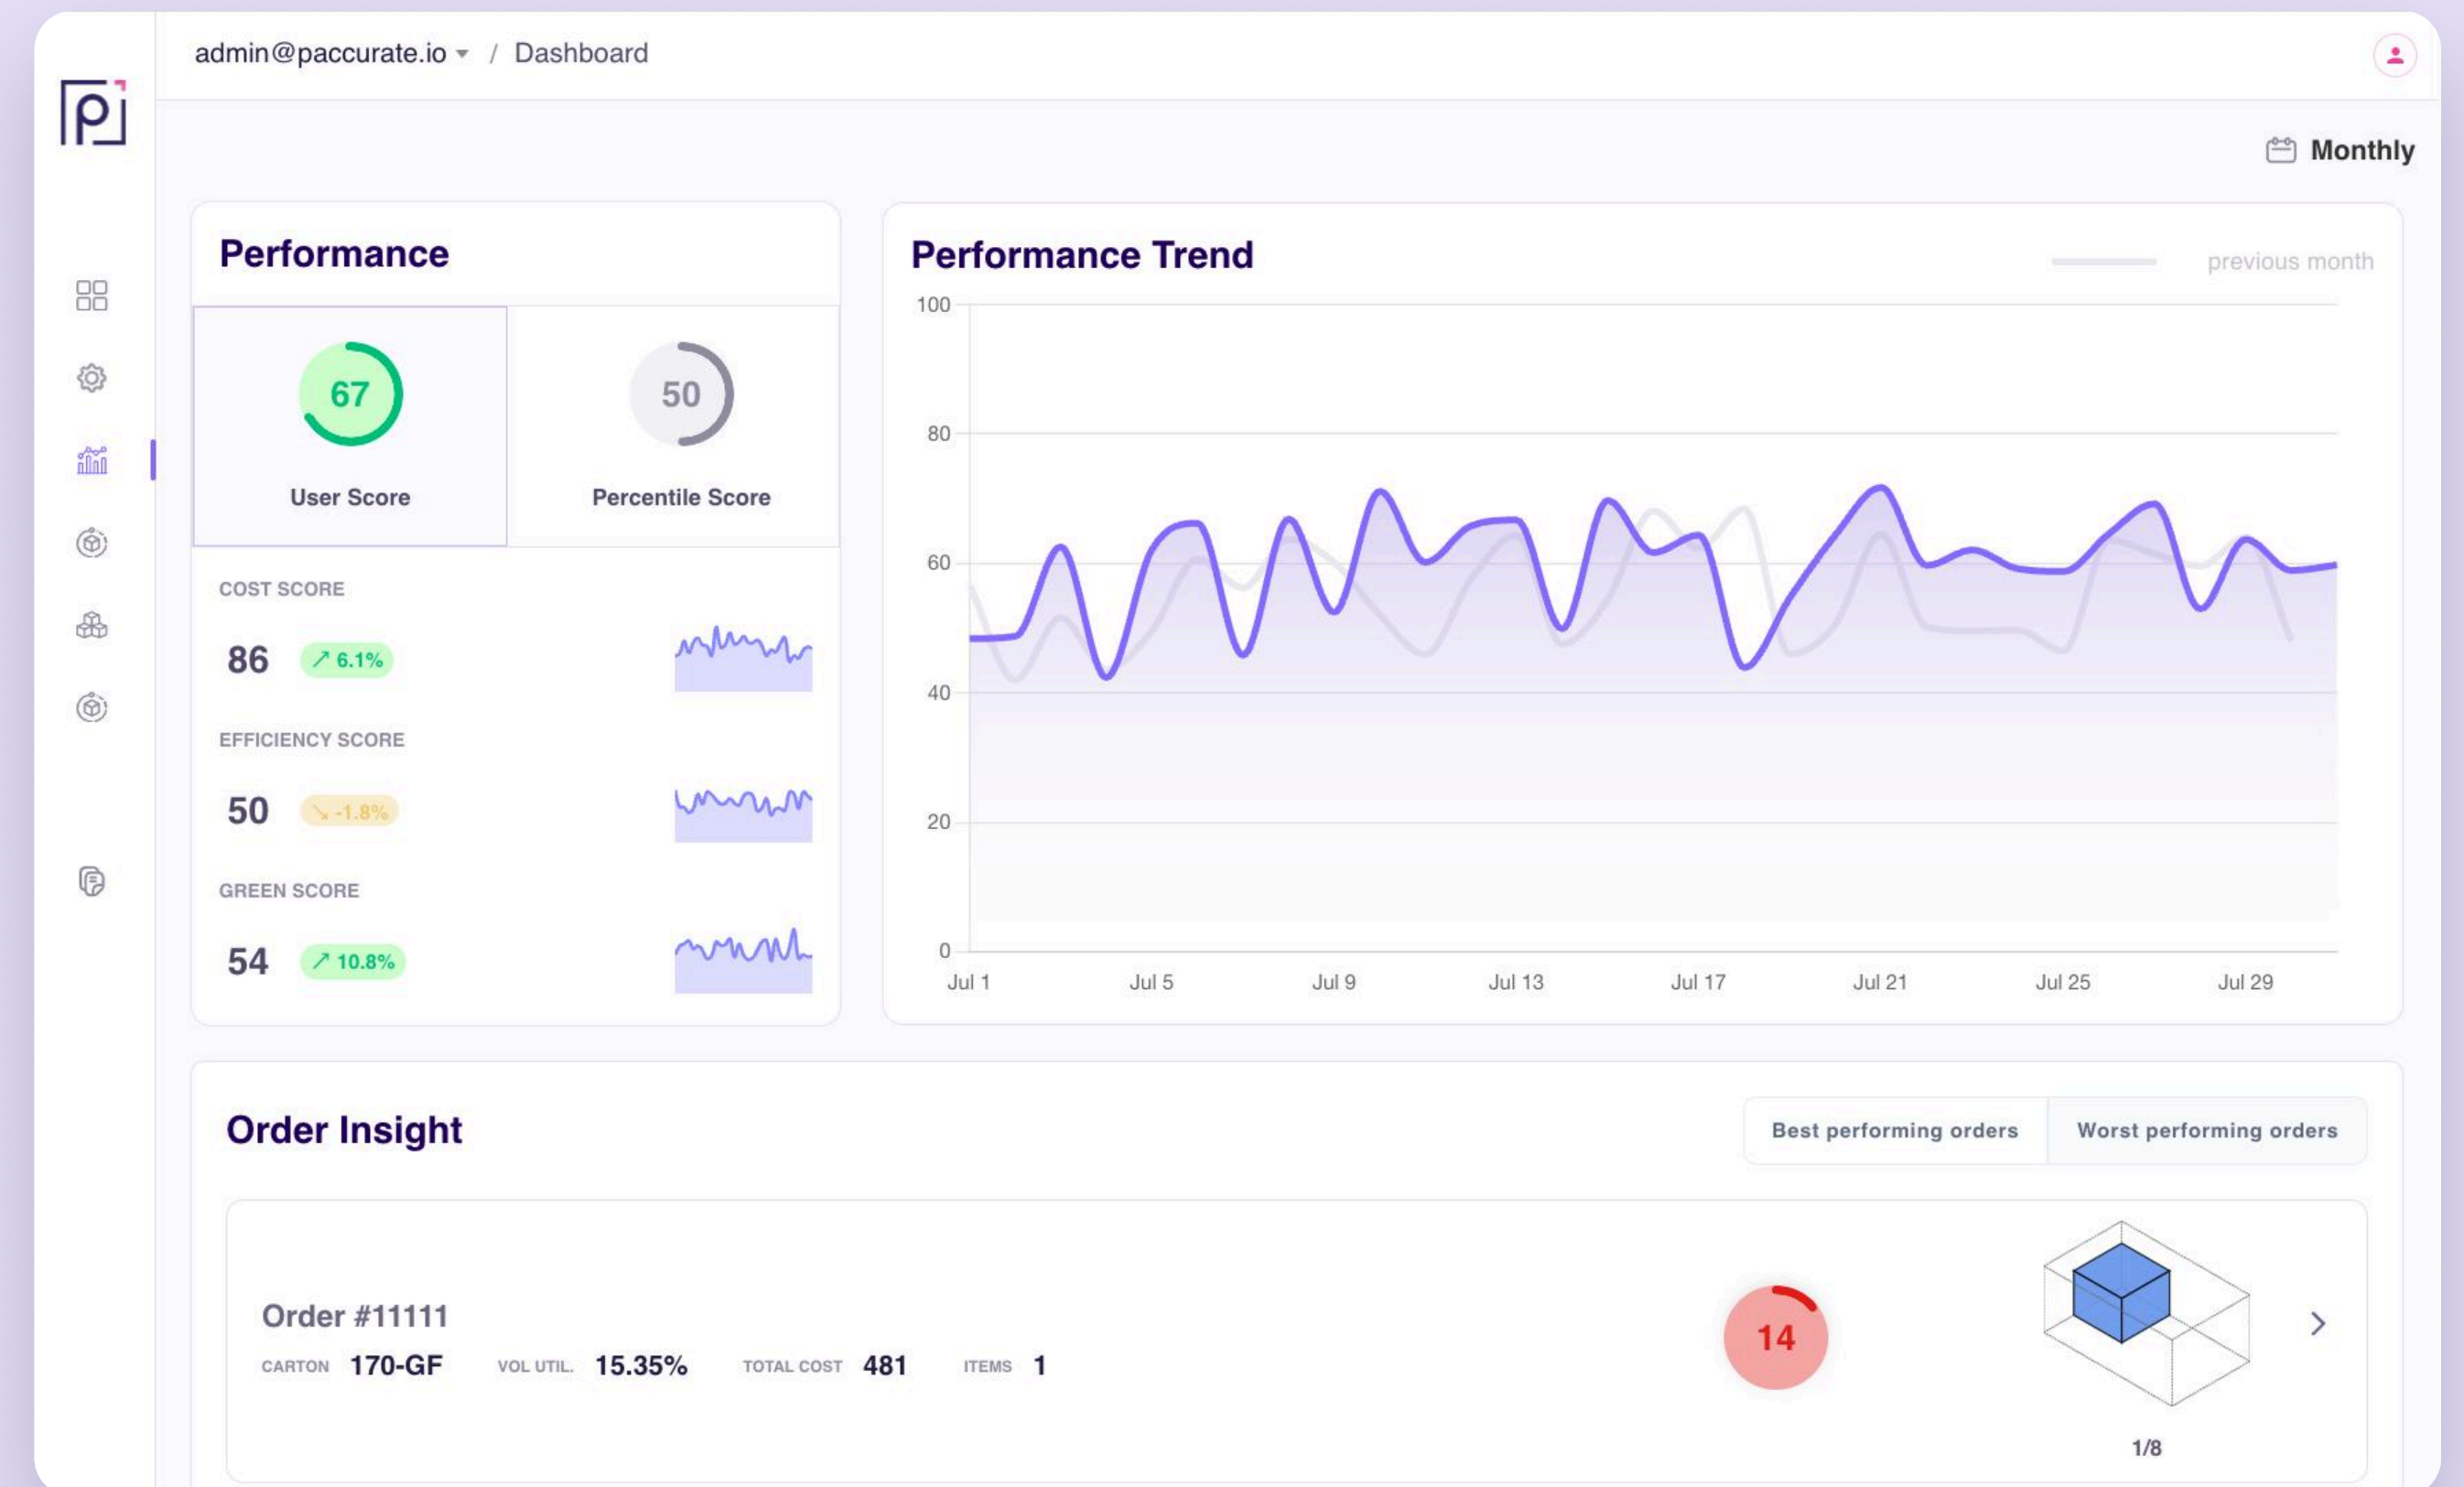 admin@paccurate.io / Dashboard
Monthly
Performance
67
User Score
50
Percentile Score
COST SCORE
86 ↗ 6.1%
EFFICIENCY SCORE
50 ↘ -1.8%
GREEN SCORE
54 ↗ 10.8%
Performance Trend
previous month
100
80
60
40
20
0
Jul 1 Jul 5 Jul 9 Jul 13 Jul 17 Jul 21 Jul 25 Jul 29
Order Insight
Best performing orders Worst performing orders
Order #11111
CARTON 170-GF VOL UTIL. 15.35% TOTAL COST 481 ITEMS 1
14
1/8